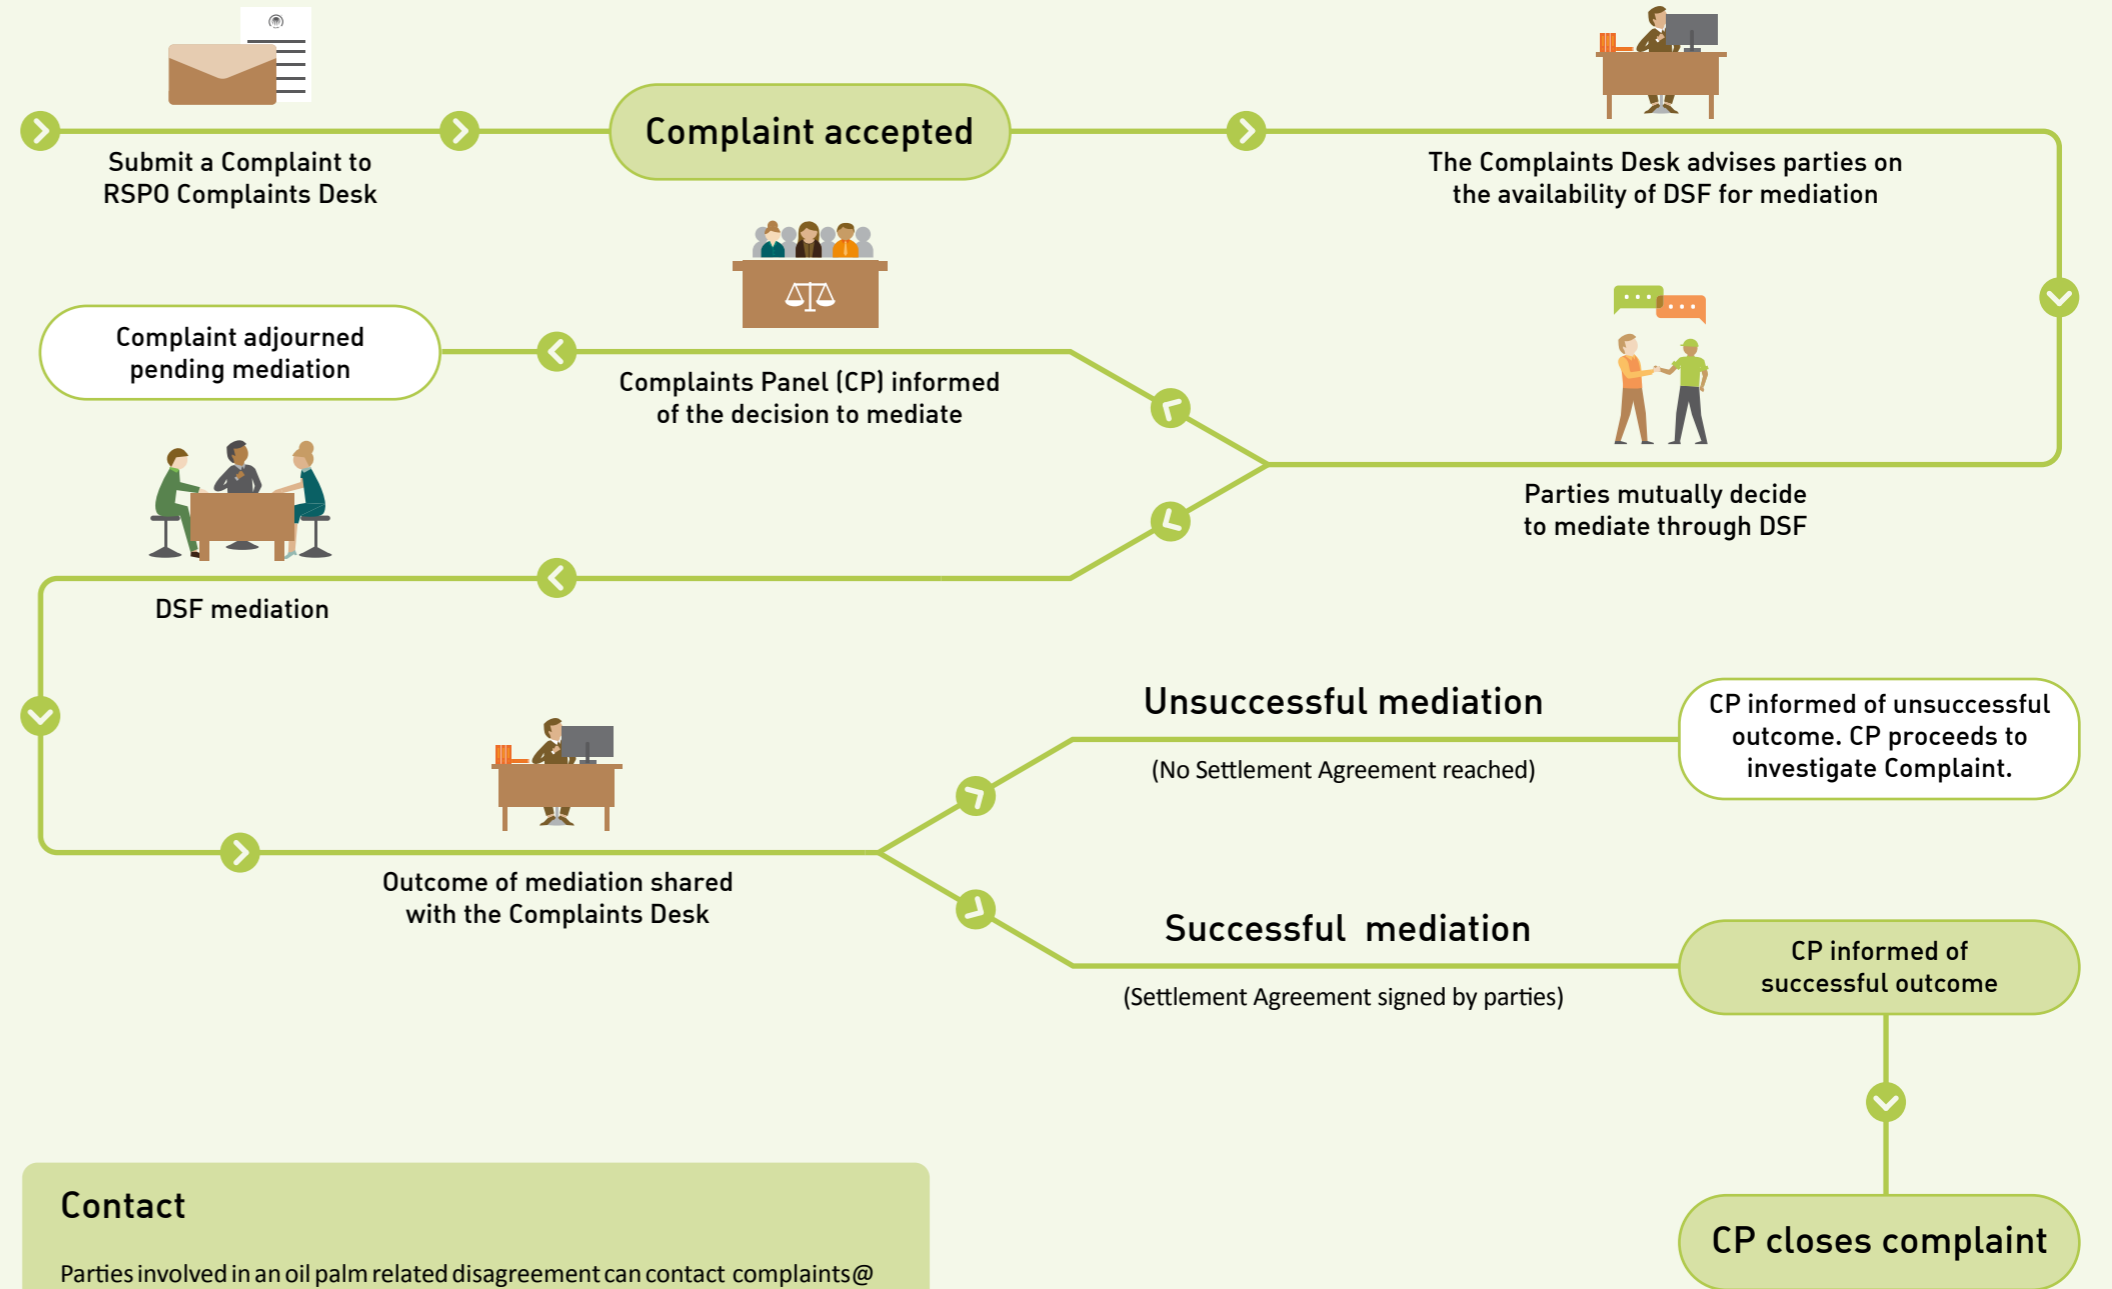 Submit a Complaint to
RSPO Complaints Desk
Complaint accepted
The Complaints Desk advises parties on
the availability of DSF for mediation
Parties mutually decide
to mediate through DSF
Complaints Panel (CP) informed
of the decision to mediate
Complaint adjourned
pending mediation
DSF mediation
Outcome of mediation shared
with the Complaints Desk
Unsuccessful mediation
(No Settlement Agreement reached)
CP informed of unsuccessful
outcome. CP proceeds to
investigate Complaint.
Successful mediation
(Settlement Agreement signed by parties)
CP informed of
successful outcome
CP closes complaint
Contact
Parties involved in an oil palm related disagreement can contact complaints@